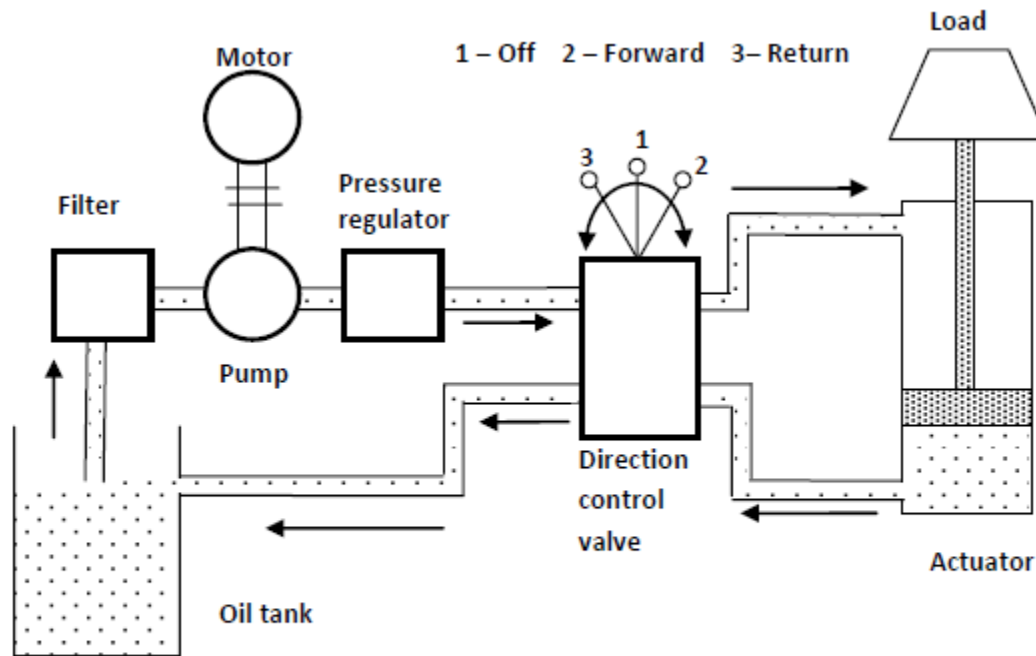 Load
Motor
1 – Off 2 – Forward 3– Return
1
3
2
Pressure
regulator
Filter
Pump
Direction
control
valve
Actuator
Oil tank